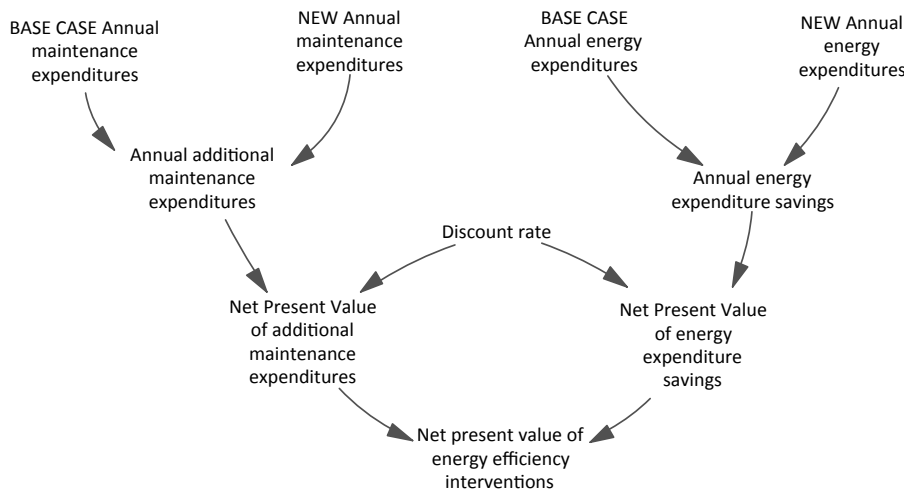 BASE CASE Annual
maintenance
expenditures
NEW Annual
maintenance
expenditures
BASE CASE
Annual energy
expenditures
NEW Annual
energy
expenditures
Annual additional
maintenance
expenditures
Annual energy
expenditure savings
Discount rate
Net Present Value
of additional
maintenance
expenditures
Net Present Value
of energy
expenditure
savings
Net present value of
energy efficiency
interventions